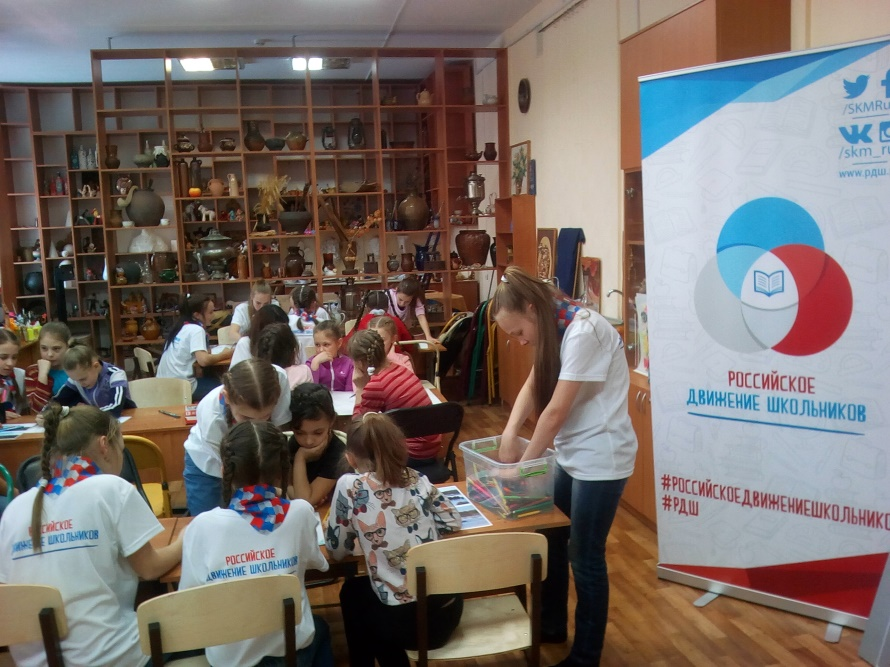 /SKMRu
/skm_ru
www.рдш.
РОССИЙСКОЕ
ДВИЖЕНИЕ ШКОЛЬНИКОВ
#РОССИЙСКОЕДВИЖЕНИЕШКОЛЬНИКО
#РДШ
РОССИЙСКОЕ
ДВИЖЕНИЕ ШКОЛЬНИКОВ
РОССИЙСКОЕ
ДВИЖЕНИЕ ШКОЛЬНИКОВ